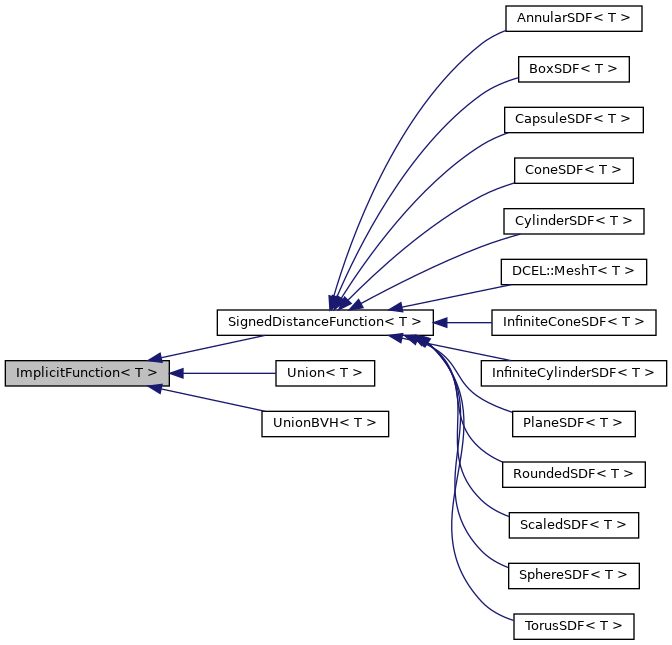 AnnularSDF< T >
BoxSDF< T >
CapsuleSDF< T >
ConeSDF< T >
CylinderSDF< T >
DCEL::MeshT< T >
SignedDistanceFunction< T >
InfiniteConeSDF< T >
ImplicitFunction< T >
Union< T >
InfiniteCylinderSDF< T >
UnionBVH< T >
PlaneSDF< T >
RoundedSDF< T >
ScaledSDF< T >
SphereSDF< T >
TorusSDF< T >